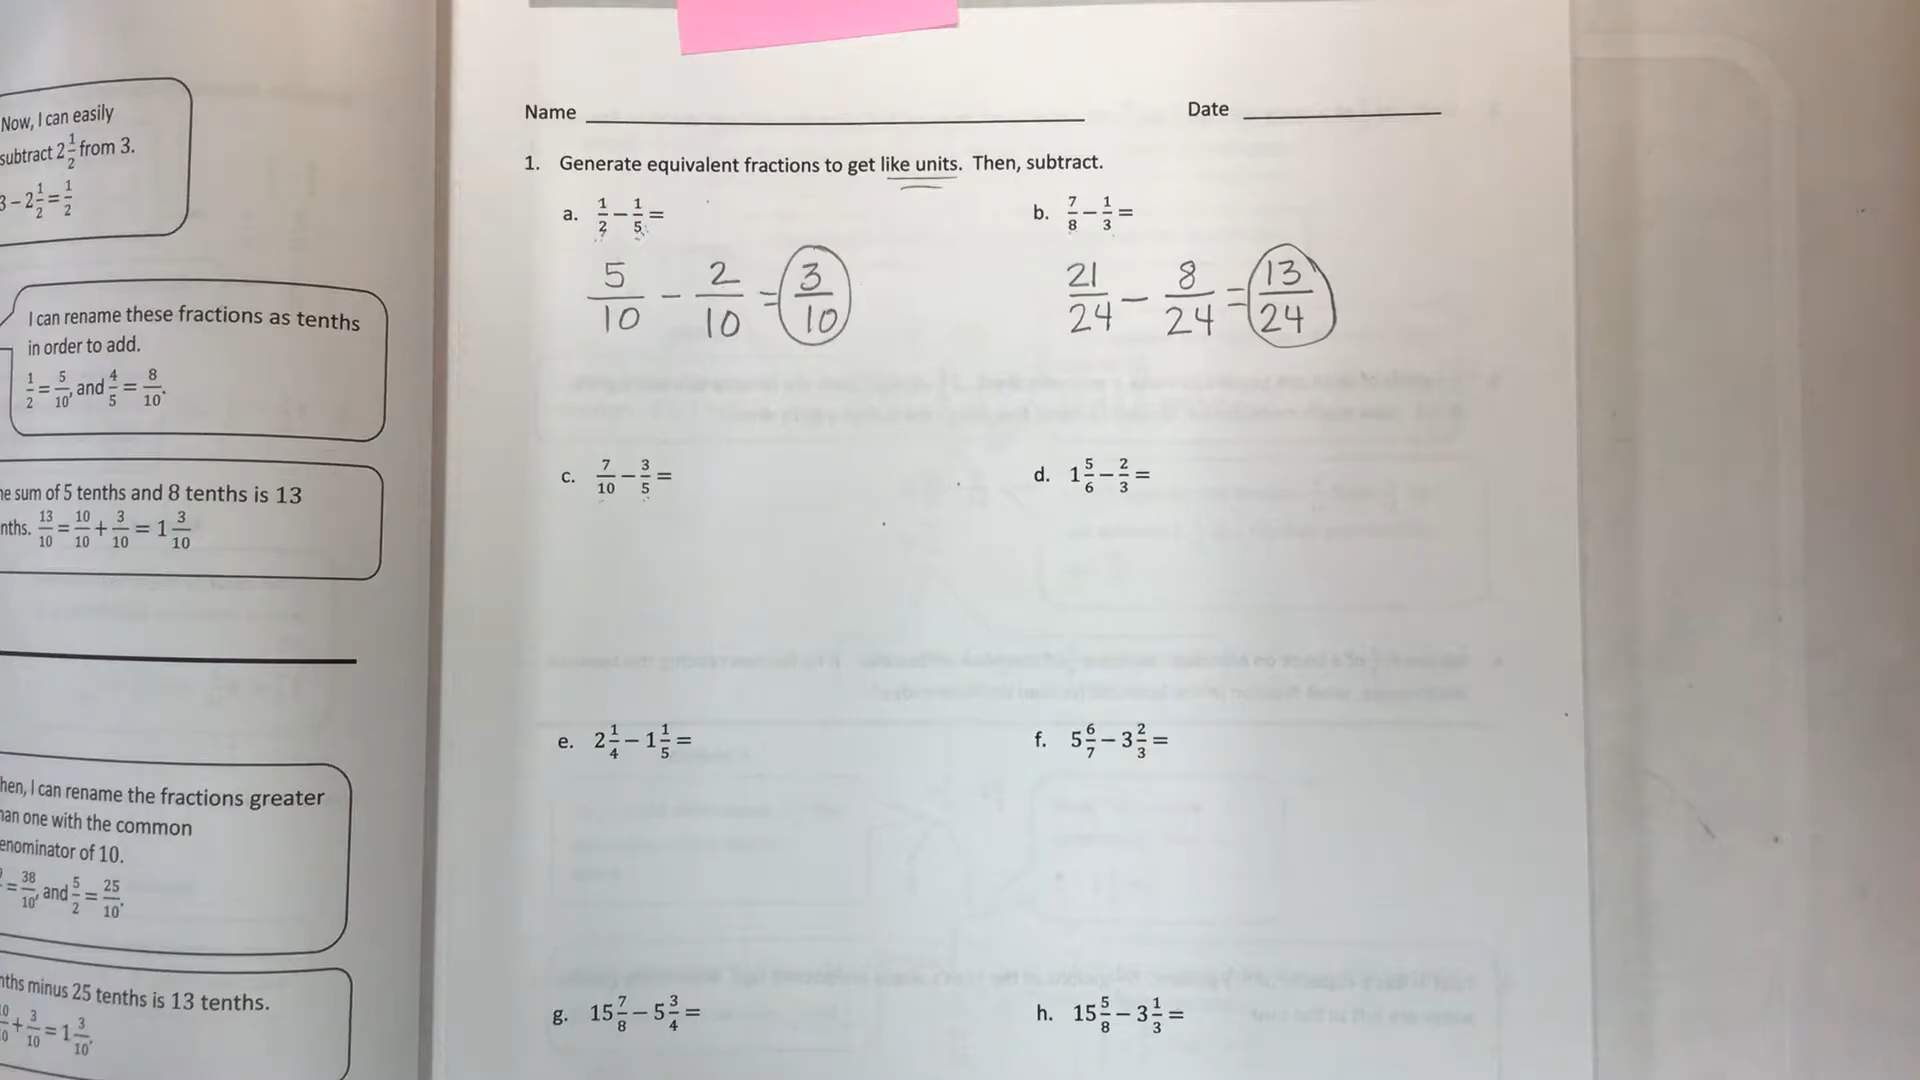 Now, I can easily
subtract 2 1/2 from 3.
3 – 2 1/2 = 1/2
I can rename these fractions as tenths
in order to add.
1/2 = 5/10, and 4/5 = 8/10.
sum of 5 tenths and 8 tenths is 13
13/10 = 10/10 + 3/10 = 1 3/10
I can rename the fractions greater
one with the common
of 10.
= 38/10, and 5/2 = 25/10.
minus 25 tenths is 13 tenths.
+ 3/10 = 1 3/10.
Name Date
1. Generate equivalent fractions to get like units. Then, subtract.
a. 1/2 – 1/5 = b. 7/8 – 1/3 =
5/10 – 2/10 = 3/10 21/24 – 8/24 = 13/24
c. 7/10 – 3/5 = d. 1 5/6 – 2/3 =
e. 2 1/4 – 1 1/5 = f. 5 6/7 – 3 2/3 =
g. 15 7/8 – 5 3/4 = h. 15 5/8 – 3 1/3 =